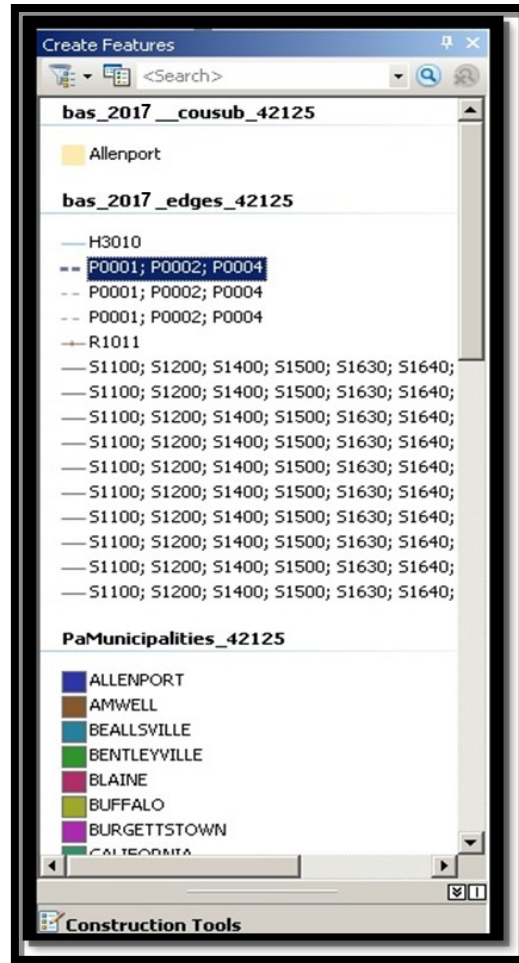 Create Features
<Search>
bas_2017 __cousub_42125
Allenport
bas_2017 _edges_42125
H3010
P0001; P0002; P0004
P0001; P0002; P0004
P0001; P0002; P0004
R1011
S1100; S1200; S1400; S1500; S1630; S1640;
S1100; S1200; S1400; S1500; S1630; S1640;
S1100; S1200; S1400; S1500; S1630; S1640;
S1100; S1200; S1400; S1500; S1630; S1640;
S1100; S1200; S1400; S1500; S1630; S1640;
S1100; S1200; S1400; S1500; S1630; S1640;
S1100; S1200; S1400; S1500; S1630; S1640;
S1100; S1200; S1400; S1500; S1630; S1640;
S1100; S1200; S1400; S1500; S1630; S1640;
S1100; S1200; S1400; S1500; S1630; S1640;
PaMunicipalities_42125
ALLENPORT
AMWELL
BEALLSVILLE
BENTLEYVILLE
BLAINE
BUFFALO
BURGETTSTOWN
CALIFORNIA
Construction Tools